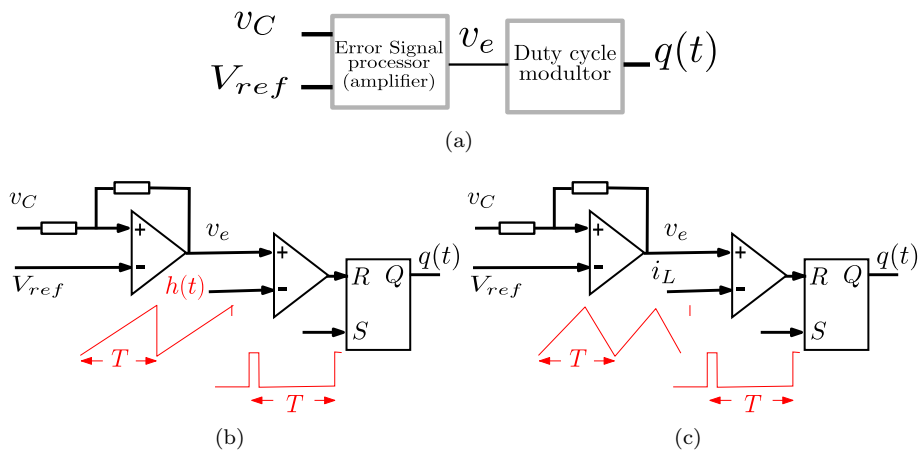 v_C
V_ref
Error Signal
processor
(amplifier)
v_e
Duty cycle
modultor
q(t)
(a)
v_C
V_ref
+
-
v_e
h(t)
+
-
R Q
S
q(t)
T
T
(b)
v_C
V_ref
+
-
v_e
i_L
+
-
R Q
S
q(t)
T
T
(c)